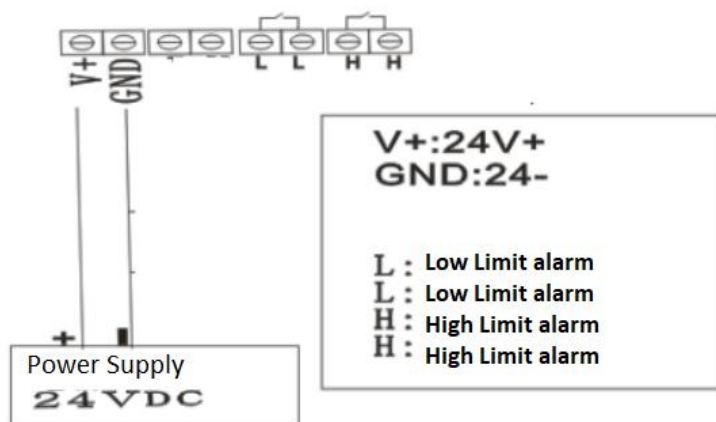 L L H H
V+ GND
V+:24V+
GND:24-
L : Low Limit alarm
L : Low Limit alarm
H : High Limit alarm
H : High Limit alarm
+ -
Power Supply
24VDC